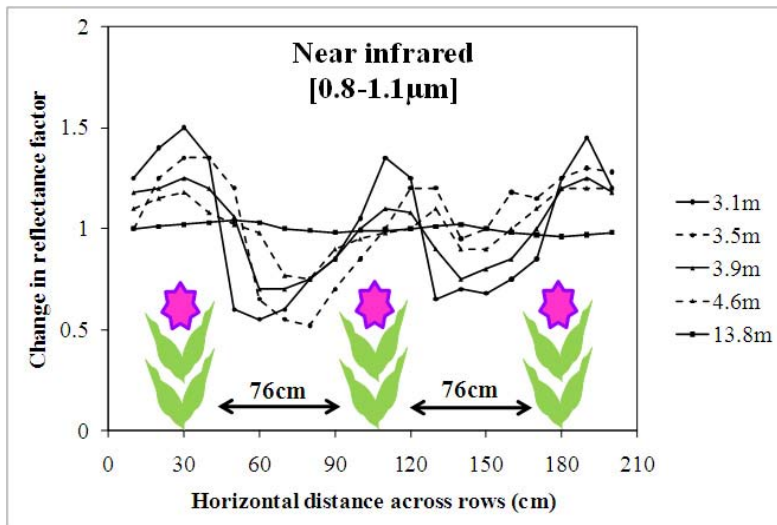 Near infrared
[0.8-1.1µm]
Change in reflectance factor
2
1.5
1
0.5
0
76cm
76cm
0
30
60
90
120
150
180
210
Horizontal distance across rows (cm)
3.1m
3.5m
3.9m
4.6m
13.8m